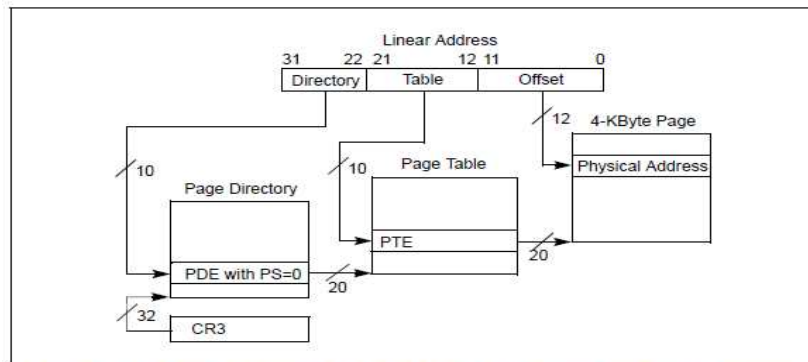 Linear Address
31 22 21 12 11 0
Directory Table Offset
12 4-KByte Page
10 10 Physical Address
Page Directory Page Table
PTE
PDE with PS=0 20 20
32
CR3